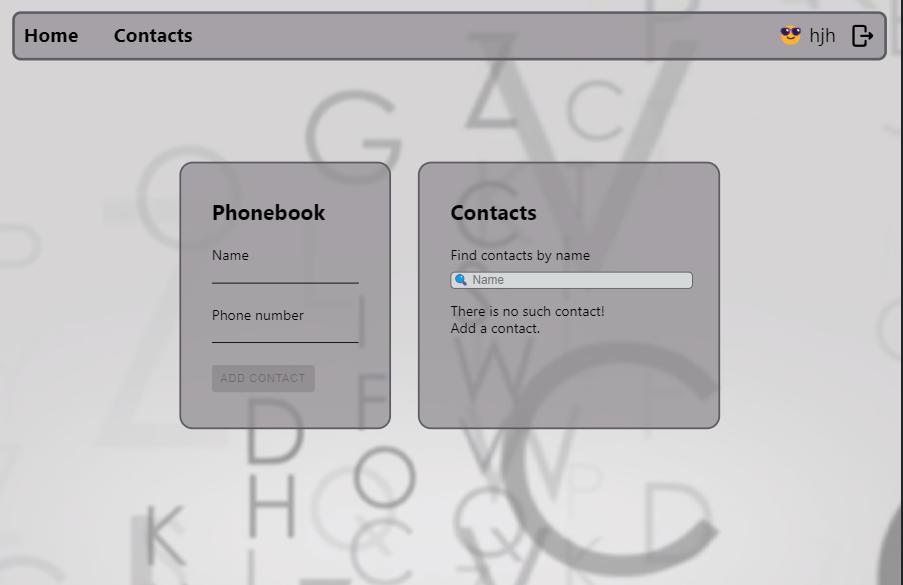 Home Contacts 😎 hjh
Phonebook
Name
Phone number
ADD CONTACT
Contacts
Find contacts by name
🔍 Name
There is no such contact!
Add a contact.